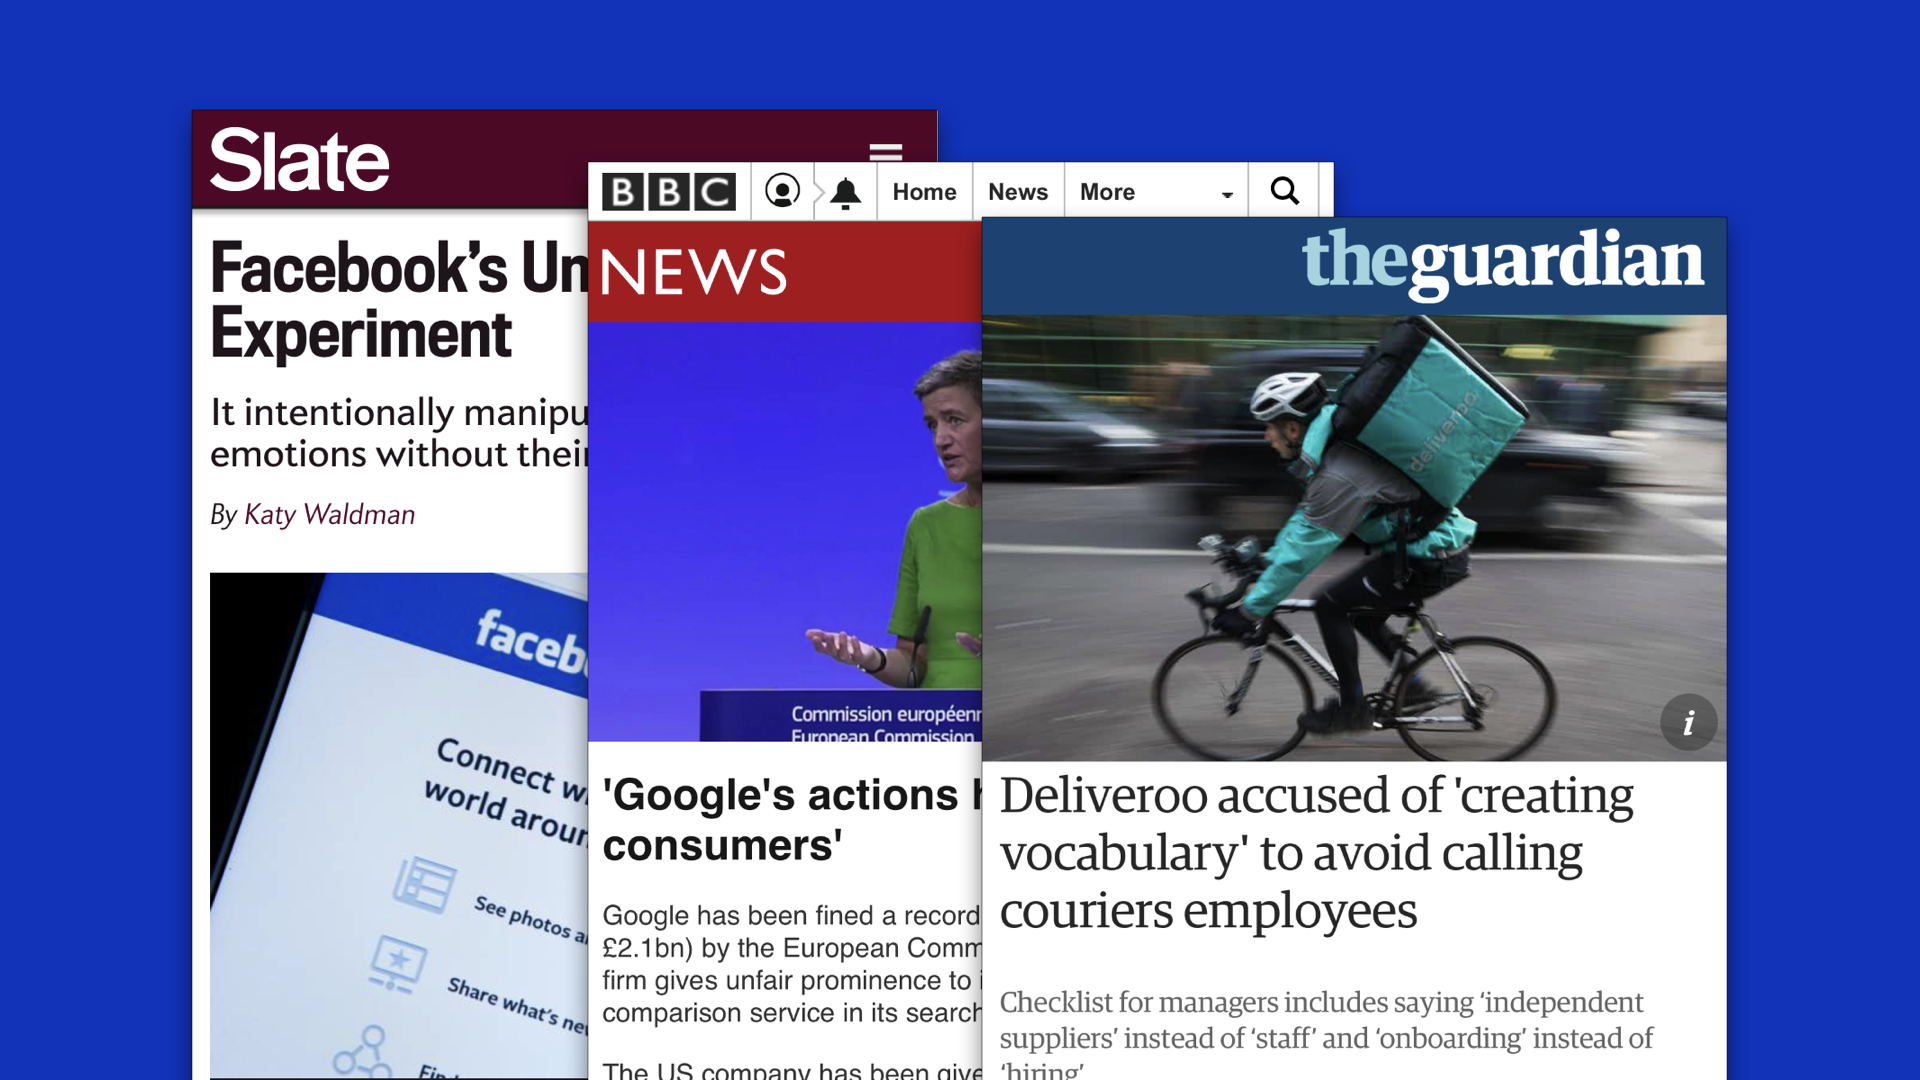 Slate
Facebook's Un
Experiment
It intentionally manipu
emotions without their
By Katy Waldman
faceb
Connect w
world aroun
See photos a
Share what's new
BBC
Home
News
More
NEWS
Commission européenn
European Commission
'Google's actions h
consumers'
Google has been fined a record
£2.1bn) by the European Comm
firm gives unfair prominence to i
comparison service in its search
The US company has been give
theguardian
deliveroo
i
Deliveroo accused of 'creating
vocabulary' to avoid calling
couriers employees
Checklist for managers includes saying ‘independent
suppliers’ instead of ‘staff’ and ‘onboarding’ instead of
‘hiring’